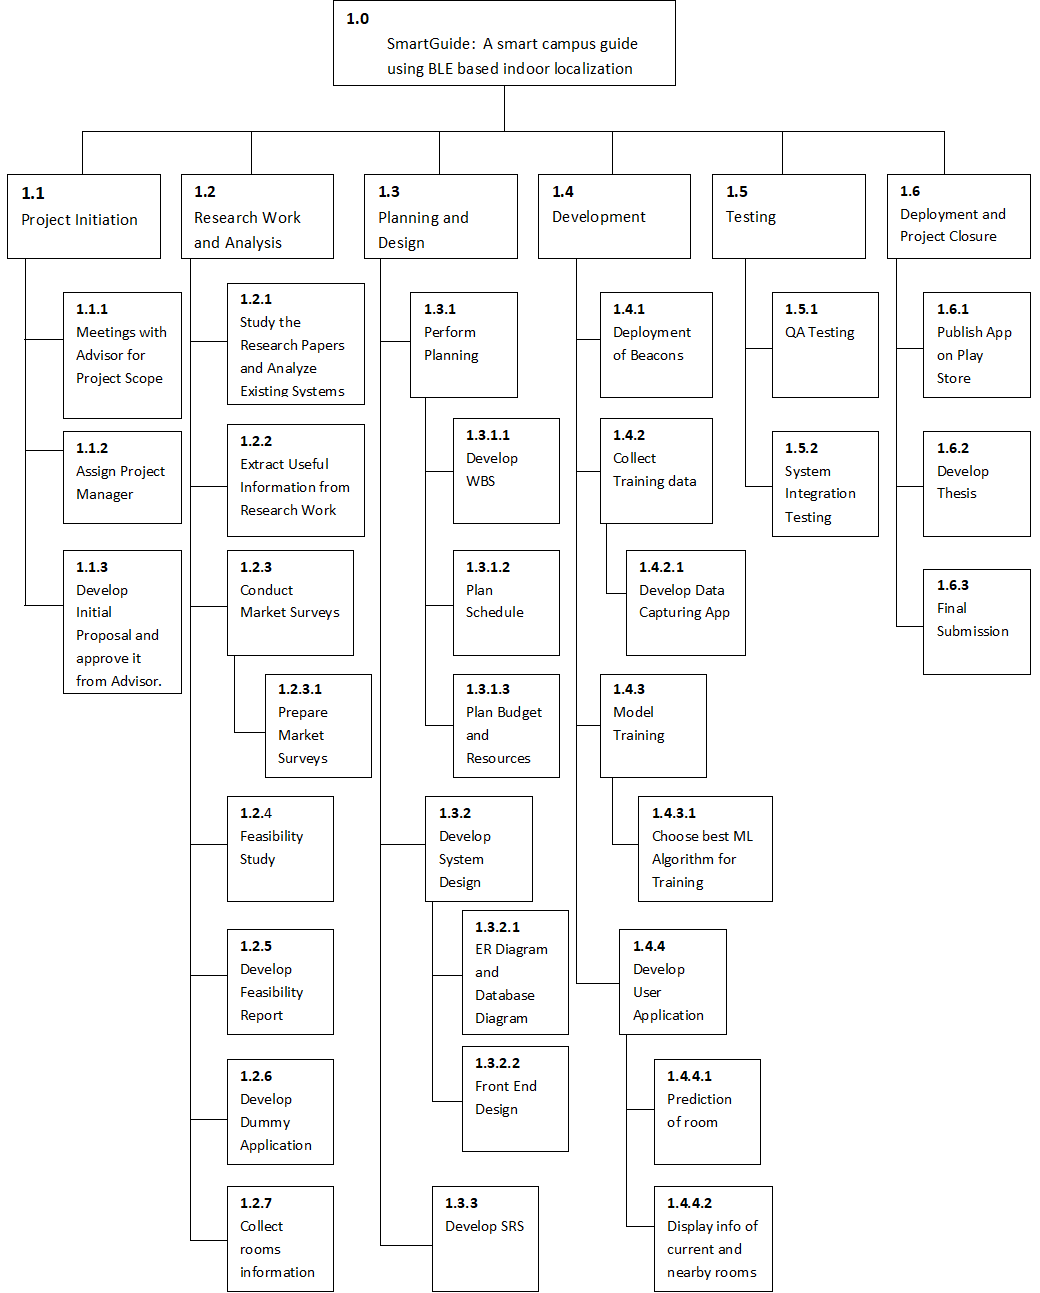 1.0
SmartGuide: A smart campus guide
using BLE based indoor localization
1.1
Project Initiation
1.1.1
Meetings with
Advisor for
Project Scope
1.1.2
Assign Project
Manager
1.1.3
Develop
Initial
Proposal and
approve it
from Advisor.
1.2
Research Work
and Analysis
1.2.1
Study the
Research Papers
and Analyze
Existing Systems
1.2.2
Extract Useful
Information from
Research Work
1.2.3
Conduct
Market Surveys
1.2.3.1
Prepare
Market
Surveys
1.2.4
Feasibility
Study
1.2.5
Develop
Feasibility
Report
1.2.6
Develop
Dummy
Application
1.2.7
Collect
rooms
information
1.3
Planning and
Design
1.3.1
Perform
Planning
1.3.1.1
Develop
WBS
1.3.1.2
Plan
Schedule
1.3.1.3
Plan Budget
and
Resources
1.3.2
Develop
System
Design
1.3.2.1
ER Diagram
and
Database
Diagram
1.3.2.2
Front End
Design
1.3.3
Develop SRS
1.4
Development
1.4.1
Deployment
of Beacons
1.4.2
Collect
Training data
1.4.2.1
Develop Data
Capturing App
1.4.3
Model
Training
1.4.3.1
Choose best ML
Algorithm for
Training
1.4.4
Develop
User
Application
1.4.4.1
Prediction
of room
1.4.4.2
Display info of
current and
nearby rooms
1.5
Testing
1.5.1
QA Testing
1.5.2
System
Integration
Testing
1.6
Deployment and
Project Closure
1.6.1
Publish App
on Play
Store
1.6.2
Develop
Thesis
1.6.3
Final
Submission